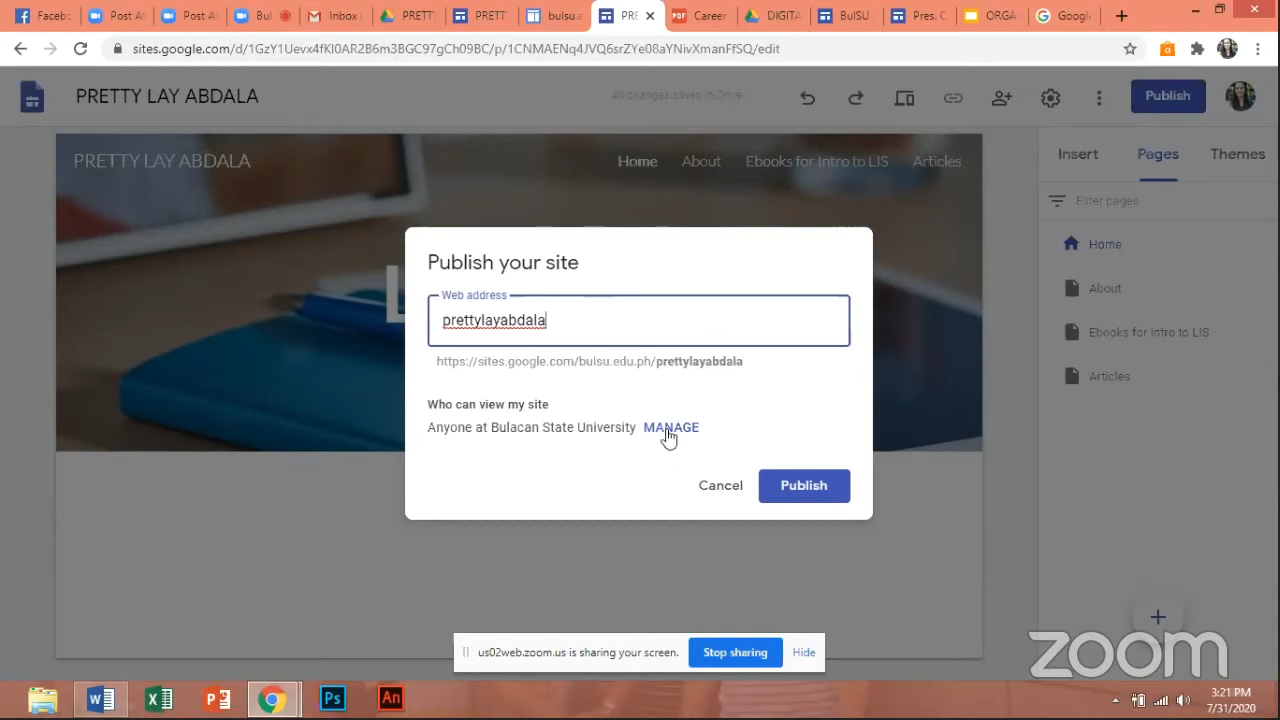 Faceb
Post At
Post At
Bul
Inbox
PRETT
PRETT
bulsu.e
PRE
Career
DIGITA
BulSU
Pres. C
ORGA
Googl
sites.google.com/d/1GzY1Uevx4fKl0AR2B6m3BGC97gCh09BC/p/1CNMAENq4JVQ6srZYe08aYNivXmanFfSQ/edit
PRETTY LAY ABDALA
All changes saved in Drive
Publish
PRETTY LAY ABDALA
Home
About
Ebooks for Intro to LIS
Articles
Insert
Pages
Themes
Filter pages
Home
About
Ebooks for Intro to LIS
Articles
Publish your site
Web address
prettylayabdala
https://sites.google.com/bulsu.edu.ph/prettylayabdala
Who can view my site
Anyone at Bulacan State University MANAGE
Cancel
Publish
us02web.zoom.us is sharing your screen.
Stop sharing
Hide
zoom
3:21 PM
7/31/2020